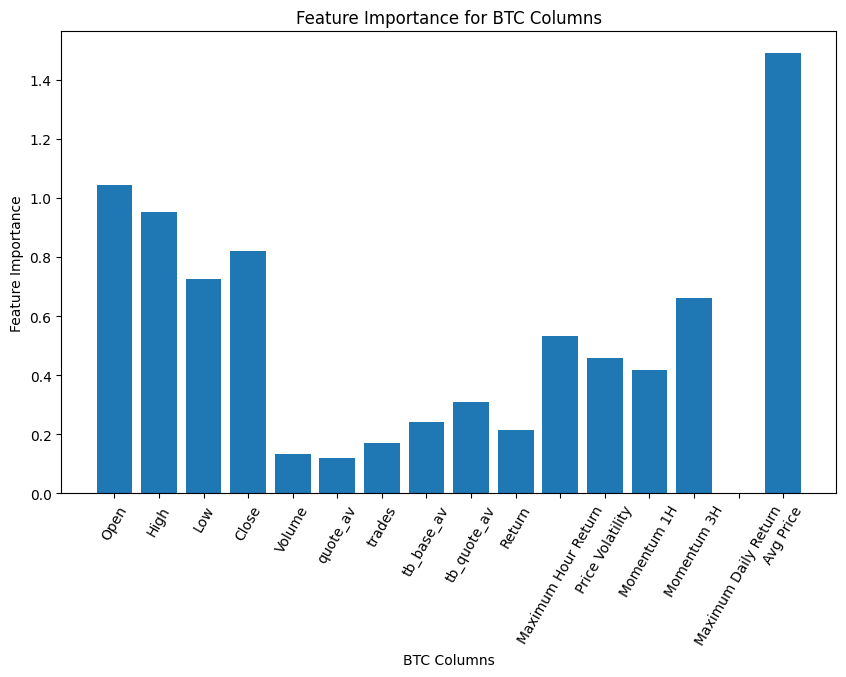 Feature Importance for BTC Columns
Feature Importance
1.4
1.2
1.0
0.8
0.6
0.4
0.2
0.0
Open
High
Low
Close
Volume
quote_av
trades
tb_base_av
tb_quote_av
Return
Maximum Hour Return
Price Volatility
Momentum 1H
Momentum 3H
Maximum Daily Return
Avg Price
BTC Columns